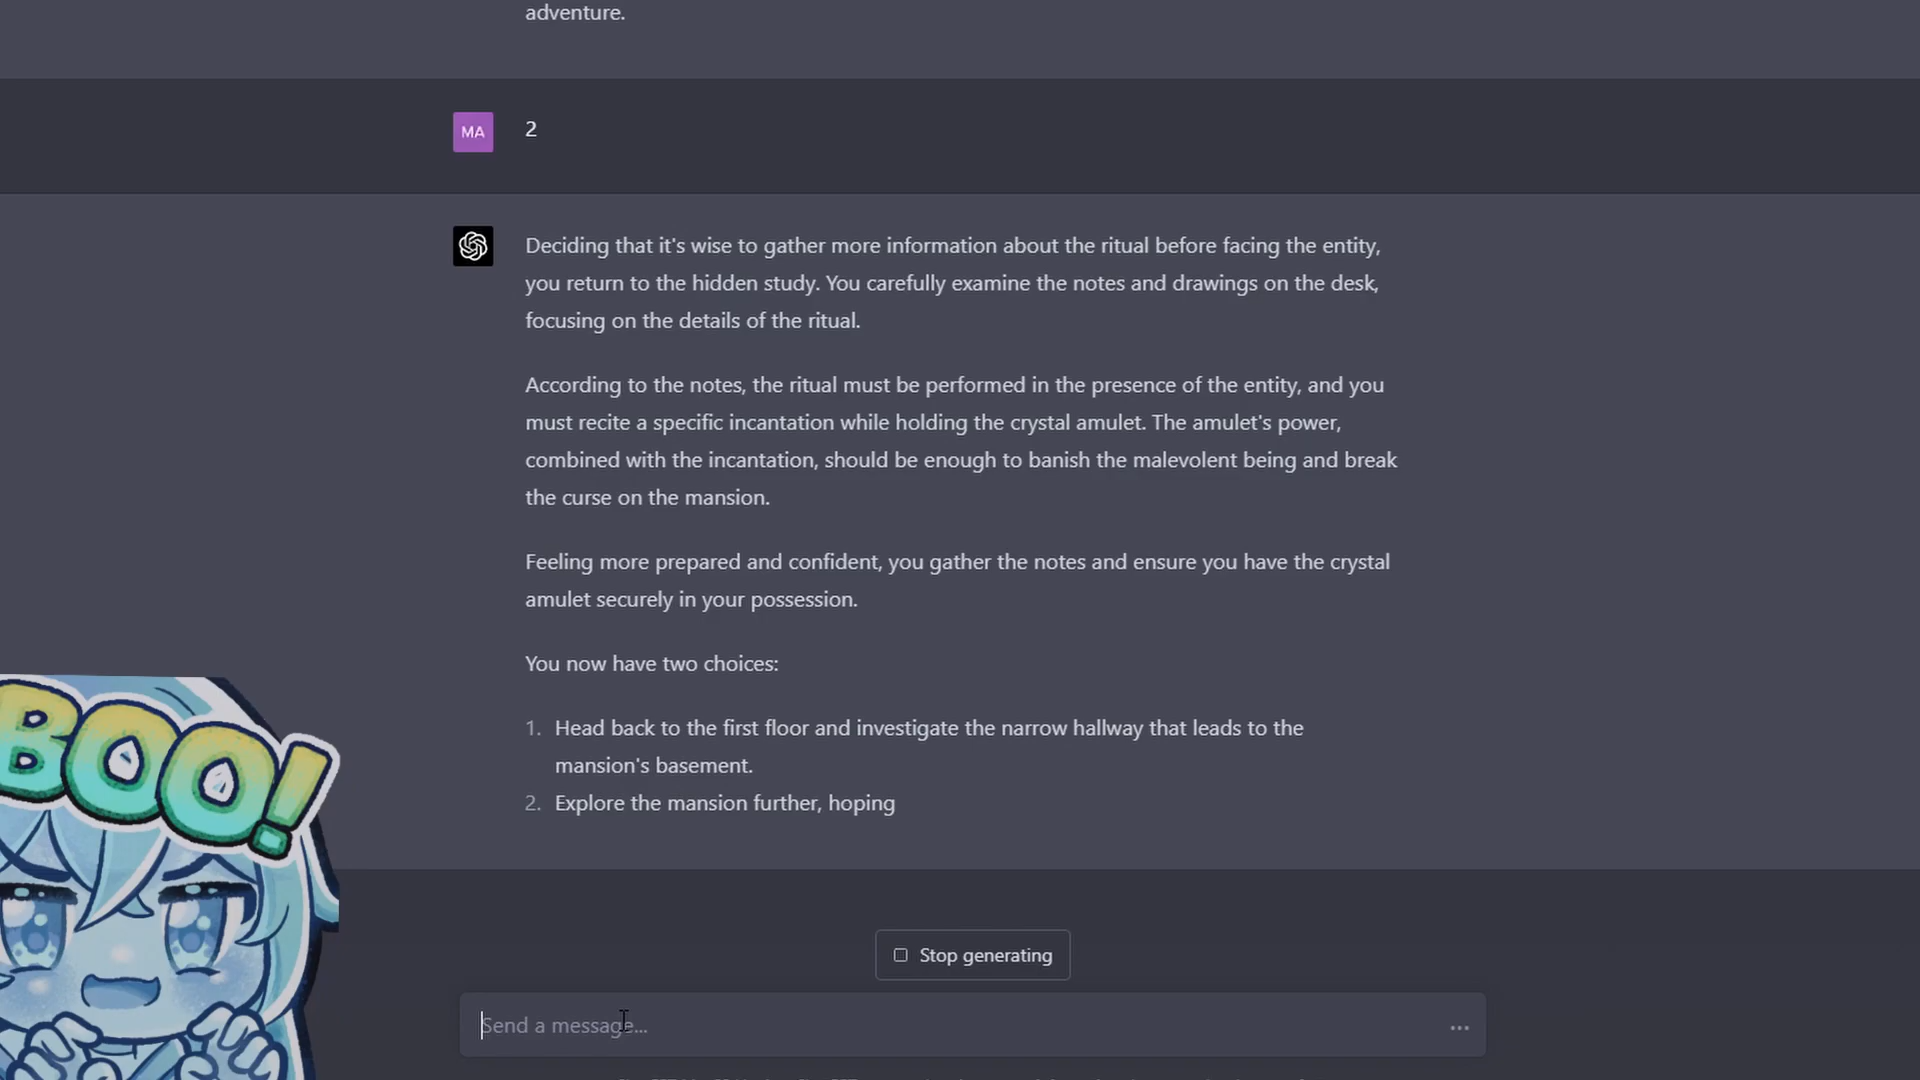 adventure.
MA
2
Deciding that it's wise to gather more information about the ritual before facing the entity,
you return to the hidden study. You carefully examine the notes and drawings on the desk,
focusing on the details of the ritual.
According to the notes, the ritual must be performed in the presence of the entity, and you
must recite a specific incantation while holding the crystal amulet. The amulet's power,
combined with the incantation, should be enough to banish the malevolent being and break
the curse on the mansion.
Feeling more prepared and confident, you gather the notes and ensure you have the crystal
amulet securely in your possession.
You now have two choices:
1. Head back to the first floor and investigate the narrow hallway that leads to the
mansion's basement.
2. Explore the mansion further, hoping
BOO!
Stop generating
Send a message...